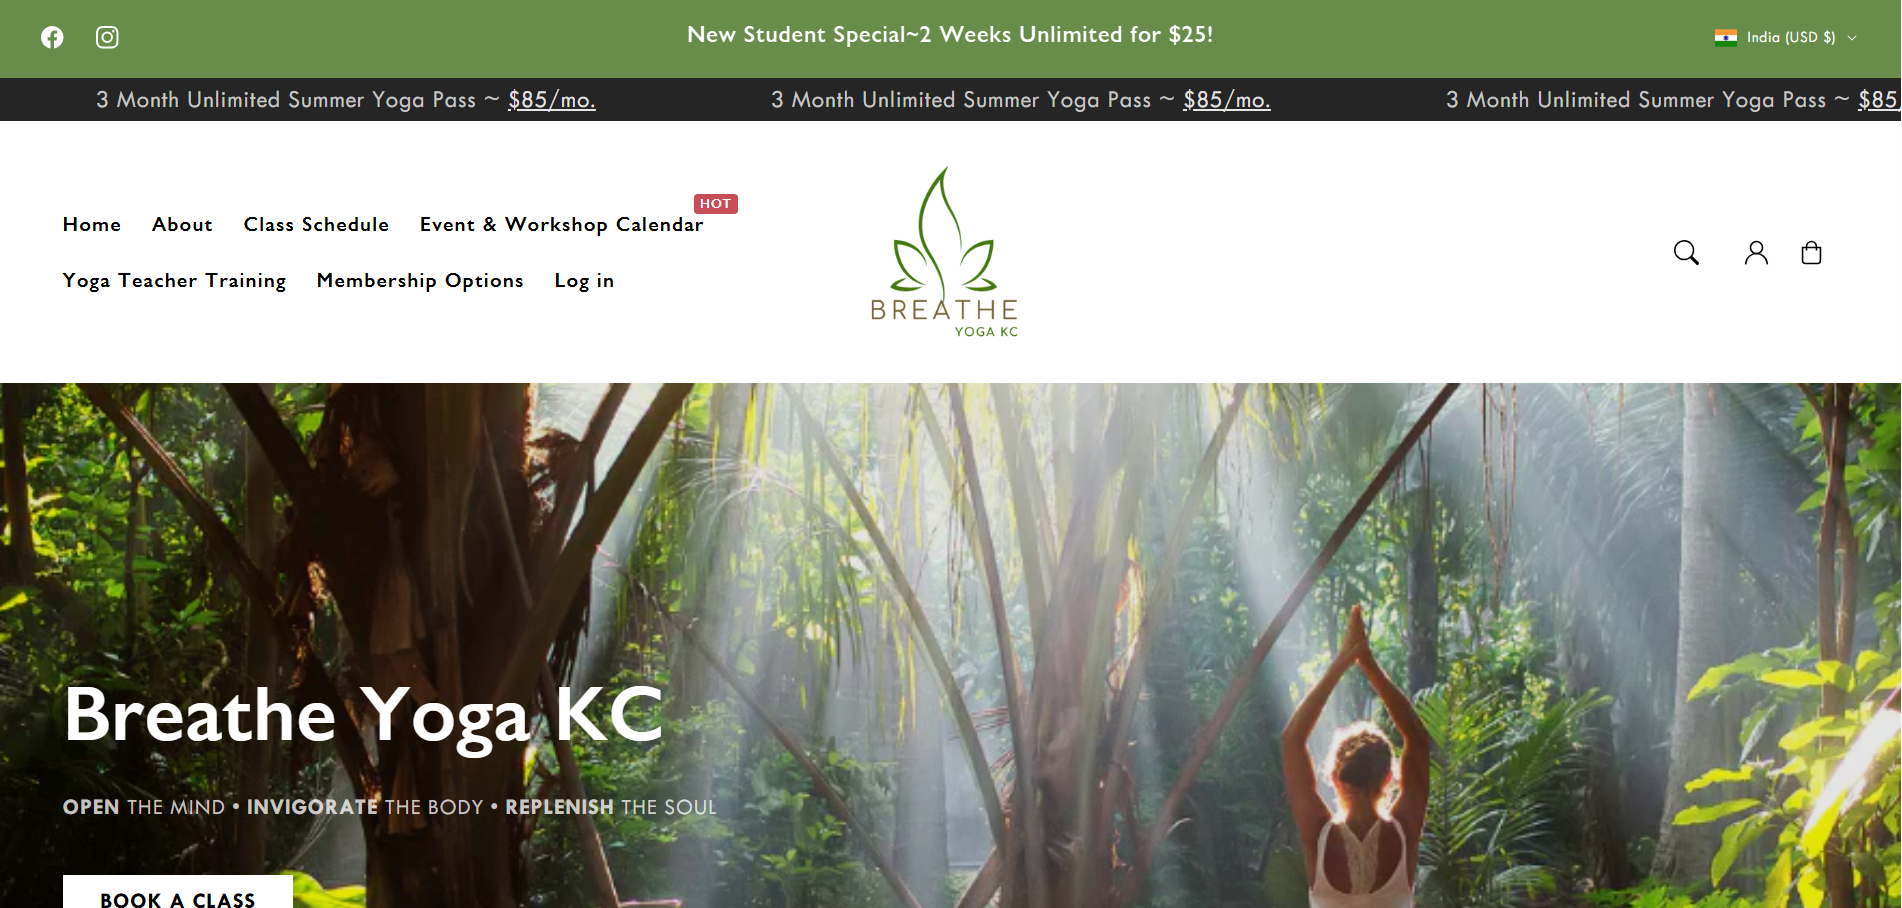 New Student Special~2 Weeks Unlimited for $25!
India (USD $)
3 Month Unlimited Summer Yoga Pass ~ $85/mo.
3 Month Unlimited Summer Yoga Pass ~ $85/mo.
3 Month Unlimited Summer Yoga Pass ~ $85/
HOT
Home About Class Schedule Event & Workshop Calendar
Yoga Teacher Training Membership Options Log in
BREATHE
YOGA KC
Breathe Yoga KC
OPEN THE MIND • INVIGORATE THE BODY • REPLENISH THE SOUL
BOOK A CLASS